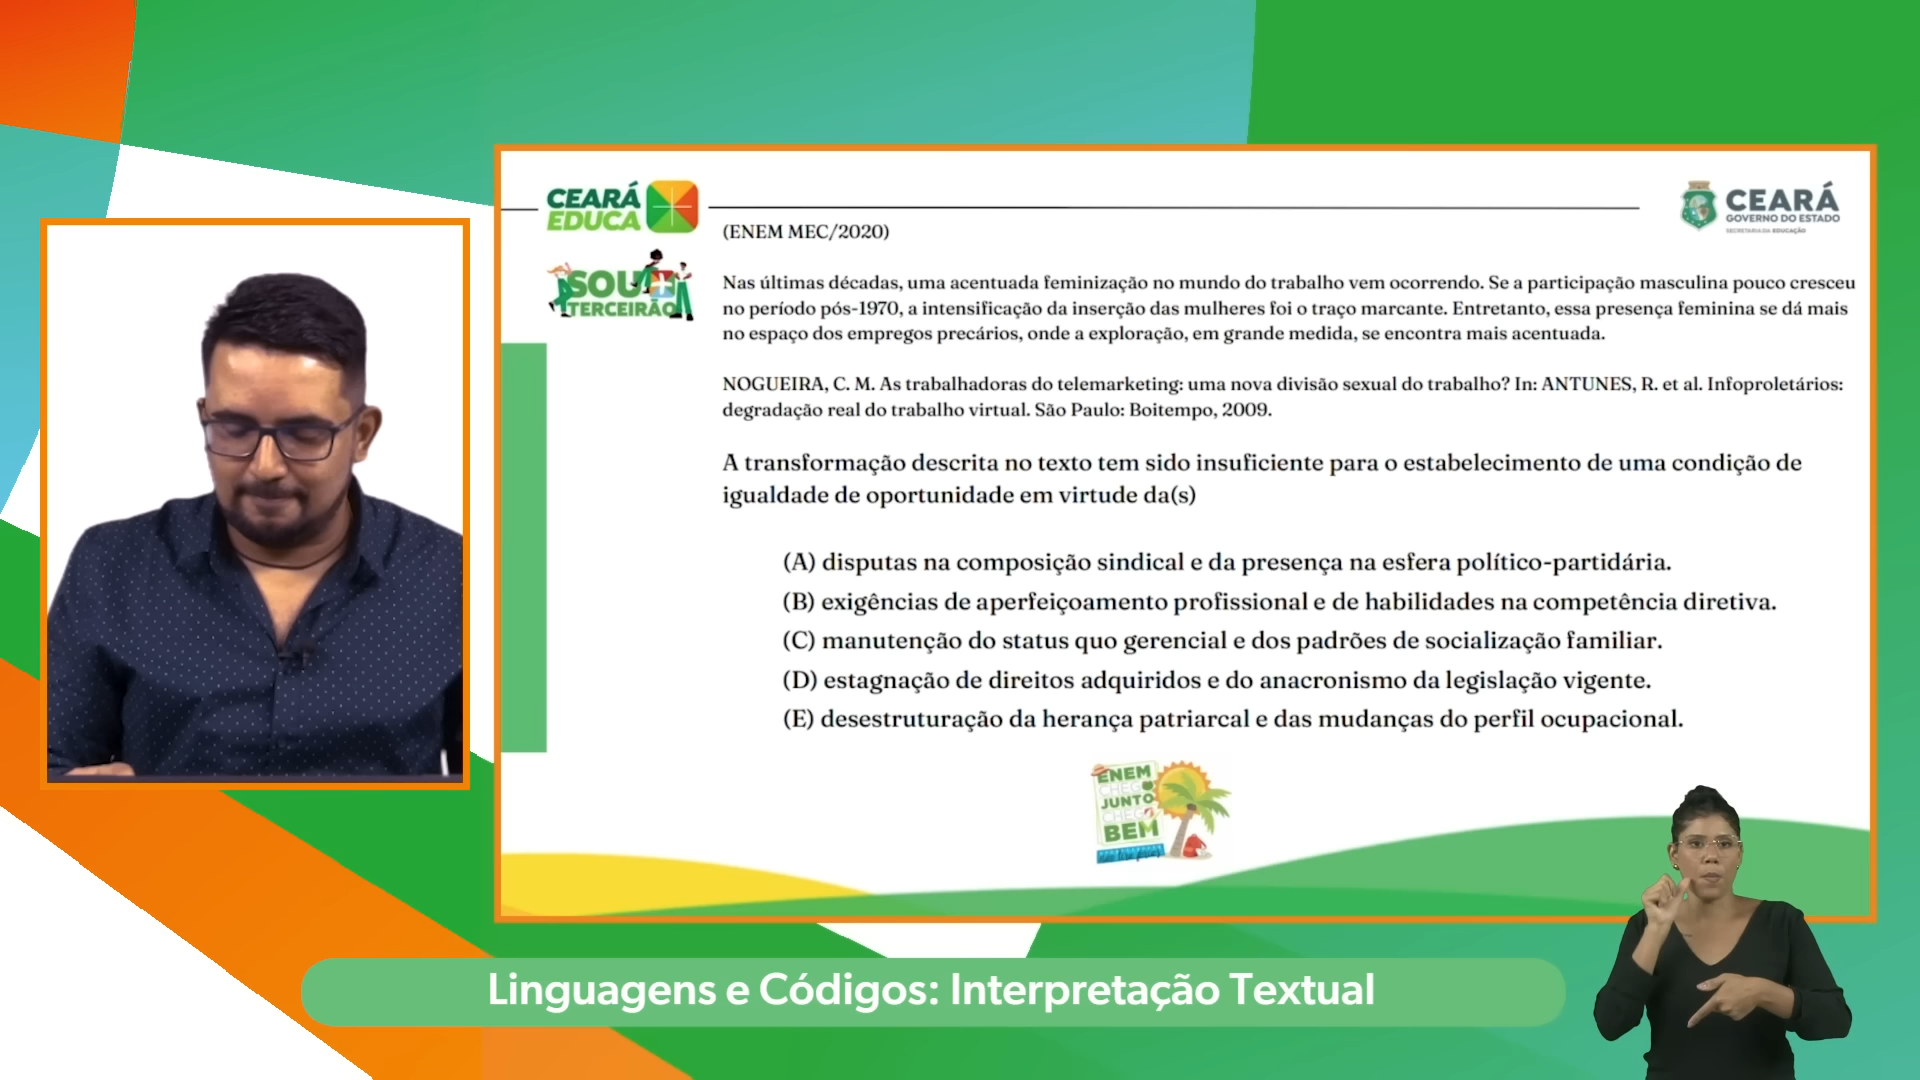 CEARÁ
EDUCA
SOU+
TERCEIRÃO
CEARÁ
GOVERNO DO ESTADO
SECRETARIA DA EDUCAÇÃO
(ENEM MEC/2020)
Nas últimas décadas, uma acentuada feminização no mundo do trabalho vem ocorrendo. Se a participação masculina pouco cresceu
no período pós-1970, a intensificação da inserção das mulheres foi o traço marcante. Entretanto, essa presença feminina se dá mais
no espaço dos empregos precários, onde a exploração, em grande medida, se encontra mais acentuada.
NOGUEIRA, C. M. As trabalhadoras do telemarketing: uma nova divisão sexual do trabalho? In: ANTUNES, R. et al. Infoproletários:
degradação real do trabalho virtual. São Paulo: Boitempo, 2009.
A transformação descrita no texto tem sido insuficiente para o estabelecimento de uma condição de
igualdade de oportunidade em virtude da(s)
(A) disputas na composição sindical e da presença na esfera político-partidária.
(B) exigências de aperfeiçoamento profissional e de habilidades na competência diretiva.
(C) manutenção do status quo gerencial e dos padrões de socialização familiar.
(D) estagnação de direitos adquiridos e do anacronismo da legislação vigente.
(E) desestruturação da herança patriarcal e das mudanças do perfil ocupacional.
ENEM
CHEGO
JUNTO
CHEGO
BEM
Linguagens e Códigos: Interpretação Textual